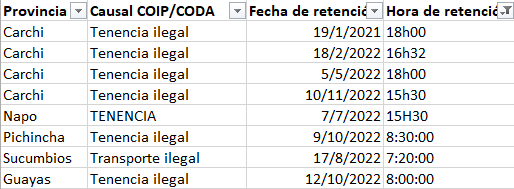 Provincia Causal COIP/CODA Fecha de retenció Hora de retenció
Carchi Tenencia ilegal 19/1/2021 18h00
Carchi Tenencia ilegal 18/2/2022 16h32
Carchi Tenencia ilegal 5/5/2022 18h00
Carchi Tenencia ilegal 10/11/2022 15h30
Napo TENENCIA 7/7/2022 15H30
Pichincha Tenencia ilegal 9/10/2022 8:30:00
Sucumbios Transporte ilegal 17/8/2022 7:20:00
Guayas Tenencia ilegal 12/10/2022 8:00:00